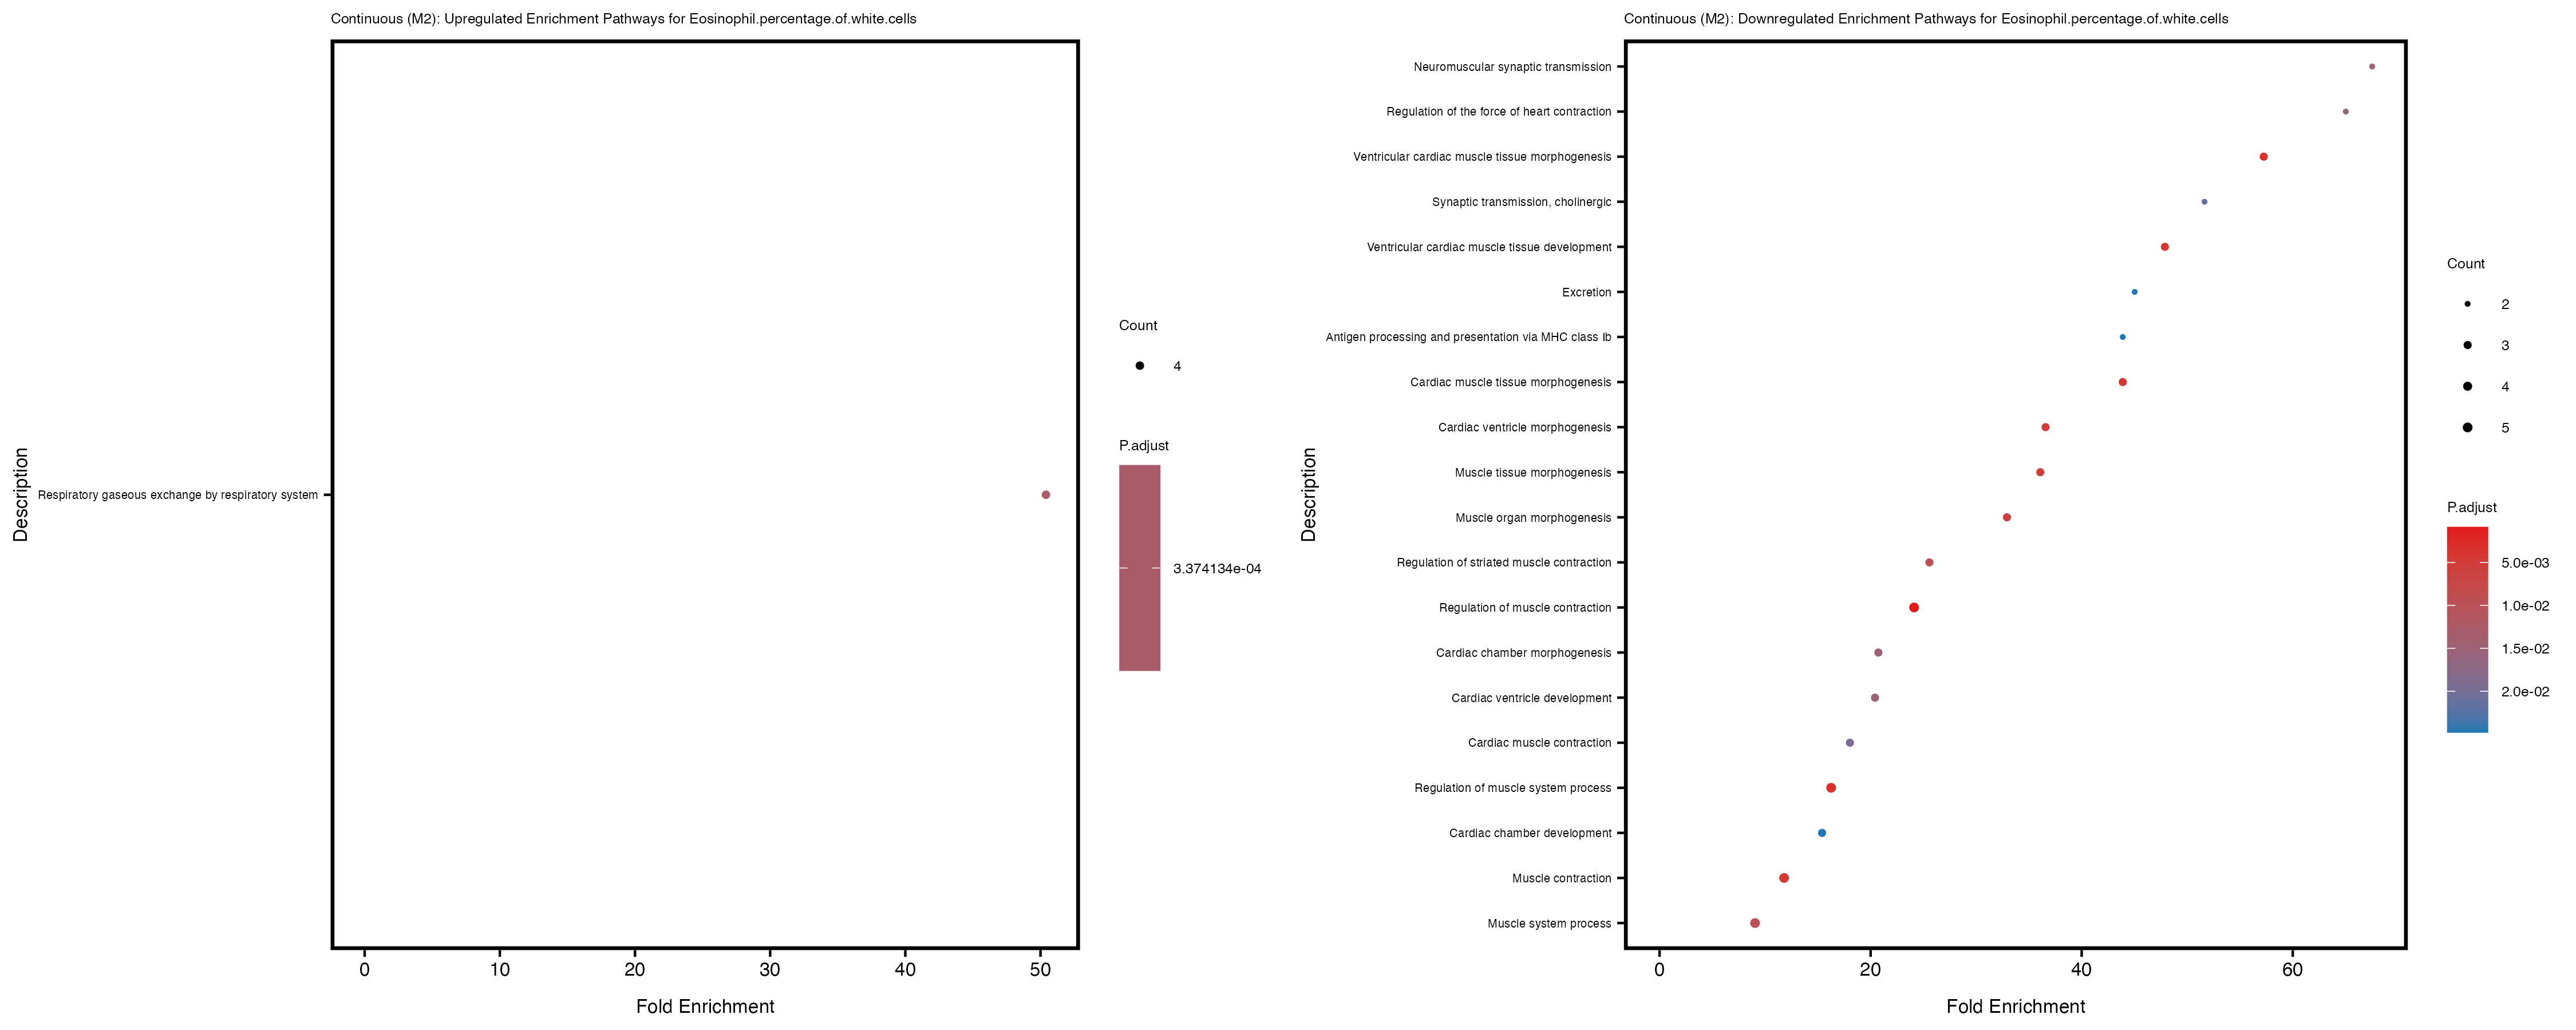 Continuous (M2): Upregulated Enrichment Pathways for Eosinophil.percentage.of.white.cells
Description
Respiratory gaseous exchange by respiratory system
0 10 20 30 40 50
Fold Enrichment
Count
4
P.adjust
3.374134e-04
Continuous (M2): Downregulated Enrichment Pathways for Eosinophil.percentage.of.white.cells
Description
Neuromuscular synaptic transmission
Regulation of the force of heart contraction
Ventricular cardiac muscle tissue morphogenesis
Synaptic transmission, cholinergic
Ventricular cardiac muscle tissue development
Excretion
Antigen processing and presentation via MHC class Ib
Cardiac muscle tissue morphogenesis
Cardiac ventricle morphogenesis
Muscle tissue morphogenesis
Muscle organ morphogenesis
Regulation of striated muscle contraction
Regulation of muscle contraction
Cardiac chamber morphogenesis
Cardiac ventricle development
Cardiac muscle contraction
Regulation of muscle system process
Cardiac chamber development
Muscle contraction
Muscle system process
0 20 40 60
Fold Enrichment
Count
2
3
4
5
P.adjust
5.0e-03
1.0e-02
1.5e-02
2.0e-02